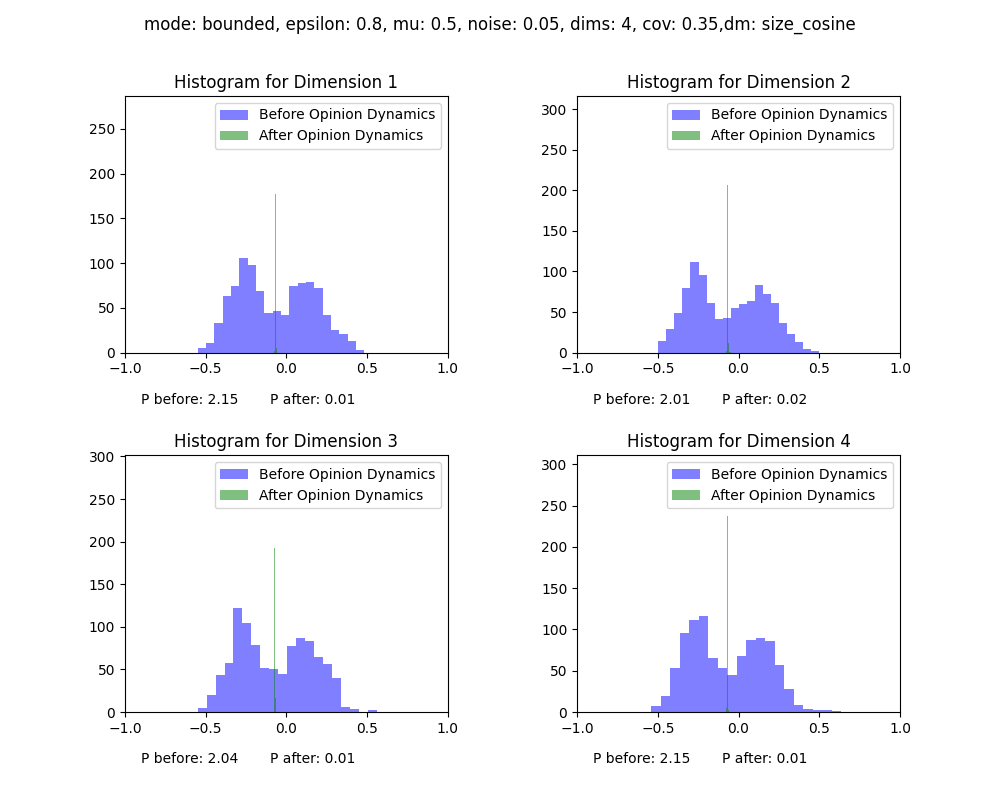 mode: bounded, epsilon: 0.8, mu: 0.5, noise: 0.05, dims: 4, cov: 0.35,dm: size_cosine
Histogram for Dimension 1
Before Opinion Dynamics
After Opinion Dynamics
250
200
150
100
50
0
−1.0 −0.5 0.0 0.5 1.0
P before: 2.15 P after: 0.01
Histogram for Dimension 2
Before Opinion Dynamics
After Opinion Dynamics
300
250
200
150
100
50
0
−1.0 −0.5 0.0 0.5 1.0
P before: 2.01 P after: 0.02
Histogram for Dimension 3
Before Opinion Dynamics
After Opinion Dynamics
300
250
200
150
100
50
0
−1.0 −0.5 0.0 0.5 1.0
P before: 2.04 P after: 0.01
Histogram for Dimension 4
Before Opinion Dynamics
After Opinion Dynamics
300
250
200
150
100
50
0
−1.0 −0.5 0.0 0.5 1.0
P before: 2.15 P after: 0.01